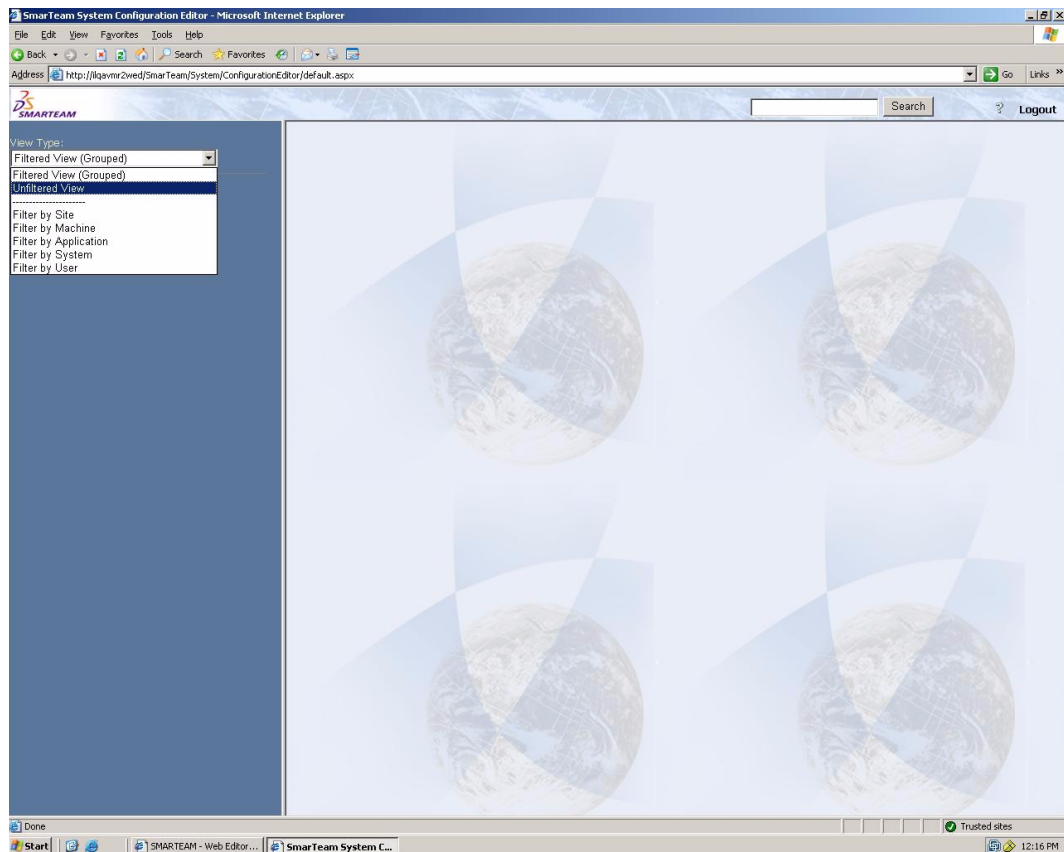 SmarTeam System Configuration Editor - Microsoft Internet Explorer
File Edit View Favorites Tools Help
Back Search Favorites
Address http://ilqavmr2wed/SmarTeam/System/ConfigurationEditor/default.aspx Go Links »
DS SMARTEAM Search ? Logout
View Type:
Filtered View (Grouped)
Filtered View (Grouped)
Unfiltered View
----------------------
Filter by Site
Filter by Machine
Filter by Application
Filter by System
Filter by User
Done Trusted sites
Start SMARTEAM - Web Editor... SmarTeam System C... 12:16 PM